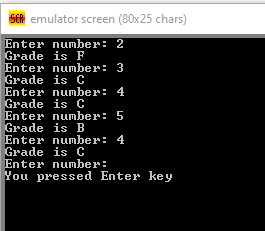 SCR emulator screen (80x25 chars)
Enter number: 2
Grade is F
Enter number: 3
Grade is C
Enter number: 4
Grade is C
Enter number: 5
Grade is B
Enter number: 4
Grade is C
Enter number:
You pressed Enter key